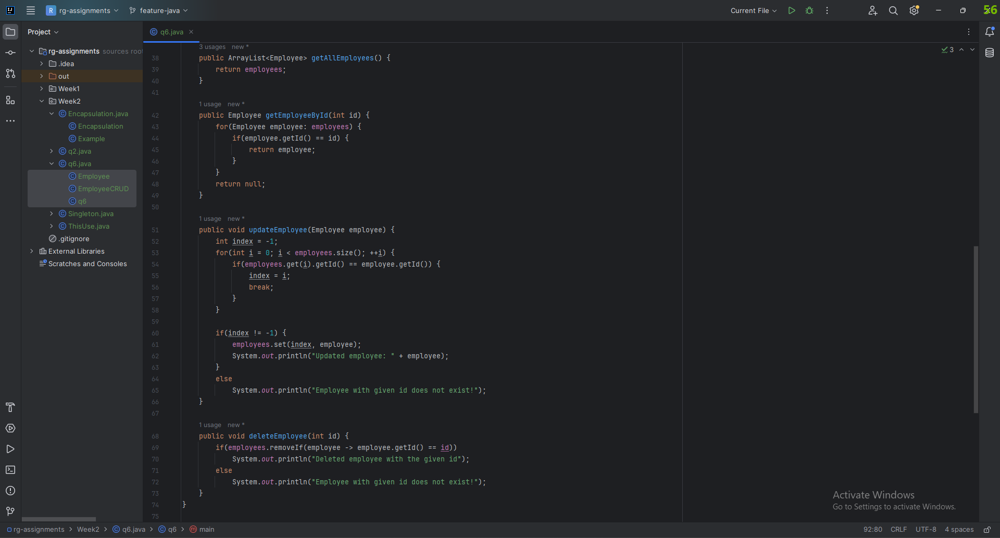 R rg-assignments feature-java Current File 56
Project
q6.java
rg-assignments sources root
.idea
out
Week1
Week2
Encapsulation.java
Encapsulation
Example
q2.java
q6.java
Employee
EmployeeCRUD
q6
Singleton.java
ThisUse.java
.gitignore
External Libraries
Scratches and Consoles
3
3 usages new *
38 public ArrayList<Employee> getAllEmployees() {
39 return employees;
40 }
41
1 usage new *
42 public Employee getEmployeeById(int id) {
43 for(Employee employee: employees) {
44 if(employee.getId() == id) {
45 return employee;
46 }
47 }
48 return null;
49 }
50
1 usage new *
51 public void updateEmployee(Employee employee) {
52 int index = -1;
53 for(int i = 0; i < employees.size(); ++i) {
54 if(employees.get(i).getId() == employee.getId()) {
55 index = i;
56 break;
57 }
58 }
59
60 if(index != -1) {
61 employees.set(index, employee);
62 System.out.println("Updated employee: " + employee);
63 }
64 else
65 System.out.println("Employee with given id does not exist!");
66 }
67
1 usage new *
68 public void deleteEmployee(int id) {
69 if(employees.removeIf(employee -> employee.getId() == id))
70 System.out.println("Deleted employee with the given id");
71 else
72 System.out.println("Employee with given id does not exist!");
73 }
74 }
75
Activate Windows
Go to Settings to activate Windows.
rg-assignments > Week2 > q6.java > q6 > main 92:80 CRLF UTF-8 4 spaces